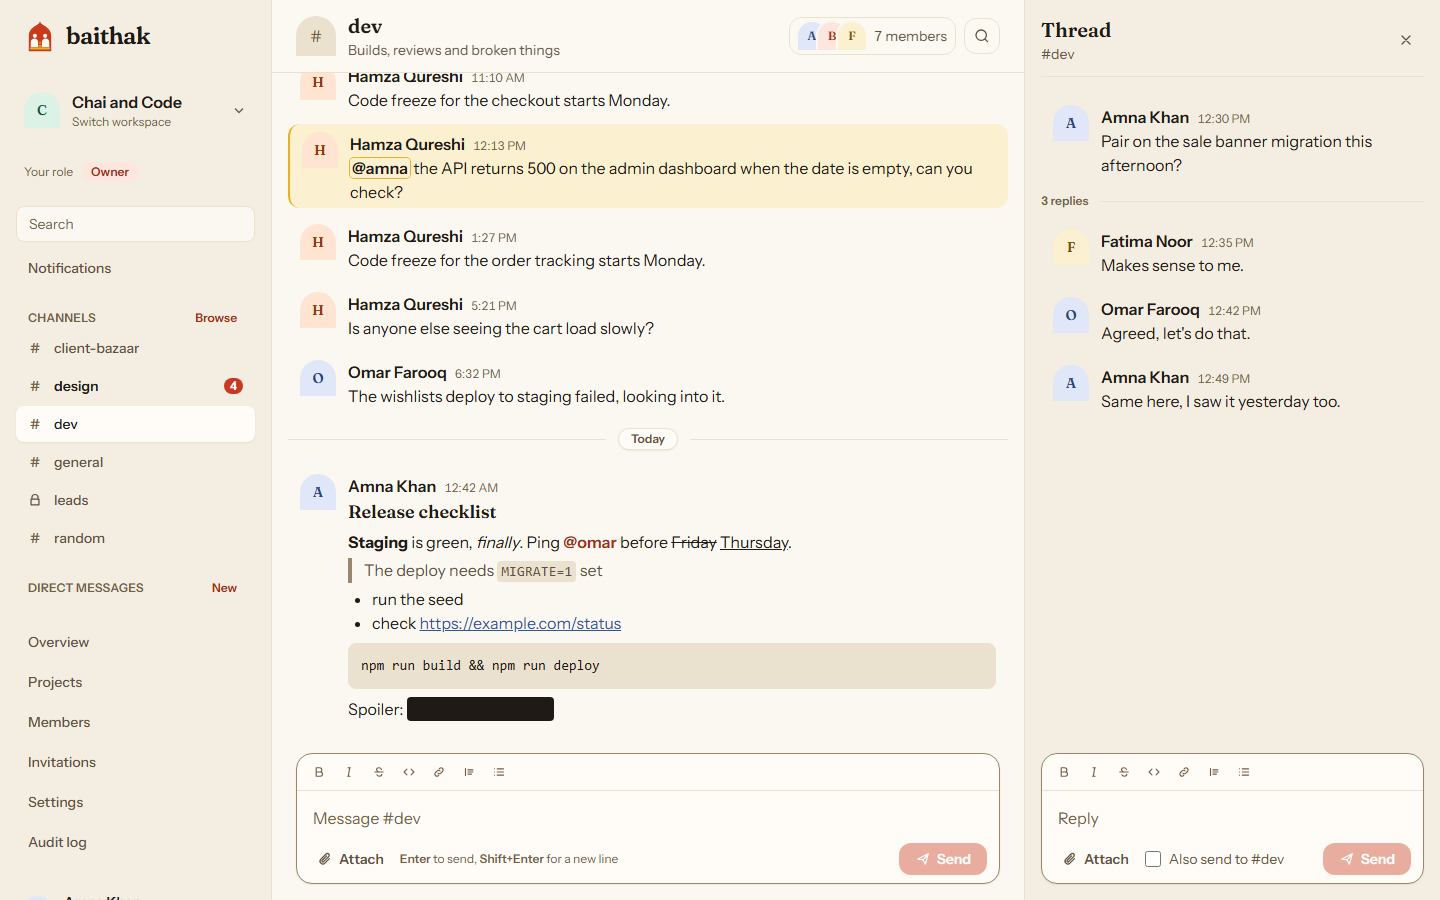 baithak
C
Chai and Code
Switch workspace
Your role Owner
Search
Notifications
CHANNELS Browse
# client-bazaar
# design 4
# dev
# general
leads
# random
DIRECT MESSAGES New
Overview
Projects
Members
Invitations
Settings
Audit log
# dev
Builds, reviews and broken things
A B F 7 members
H Hamza Qureshi 11:10 AM
Code freeze for the checkout starts Monday.
H Hamza Qureshi 12:13 PM
@amna the API returns 500 on the admin dashboard when the date is empty, can you
check?
H Hamza Qureshi 1:27 PM
Code freeze for the order tracking starts Monday.
H Hamza Qureshi 5:21 PM
Is anyone else seeing the cart load slowly?
O Omar Farooq 6:32 PM
The wishlists deploy to staging failed, looking into it.
Today
A Amna Khan 12:42 AM
Release checklist
Staging is green, finally. Ping @omar before Friday Thursday.
The deploy needs MIGRATE=1 set
• run the seed
• check https://example.com/status
npm run build && npm run deploy
Spoiler:
B I S
Message #dev
Attach Enter to send, Shift+Enter for a new line Send
Thread
#dev
A Amna Khan 12:30 PM
Pair on the sale banner migration this
afternoon?
3 replies
F Fatima Noor 12:35 PM
Makes sense to me.
O Omar Farooq 12:42 PM
Agreed, let's do that.
A Amna Khan 12:49 PM
Same here, I saw it yesterday too.
B I S
Reply
Attach Also send to #dev Send